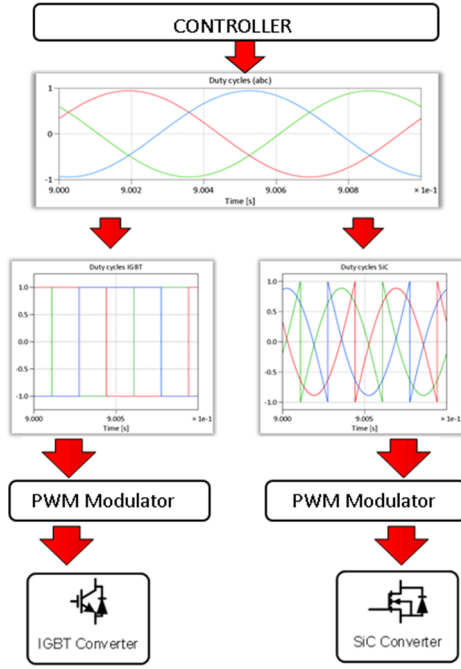 CONTROLLER
Duty cycles (abc)
1
0
-1
9.000 9.002 9.004 9.006 9.008 × 1e-1
Time [s]
Duty cycles IGBT Duty cycles SiC
1.0 1.0
0.5 0.5
0.0 0.0
-0.5 -0.5
-1.0 -1.0
9.000 9.005 × 1e-1 9.000 9.005 × 1e-1
Time [s] Time [s]
PWM Modulator PWM Modulator
IGBT Converter SiC Converter